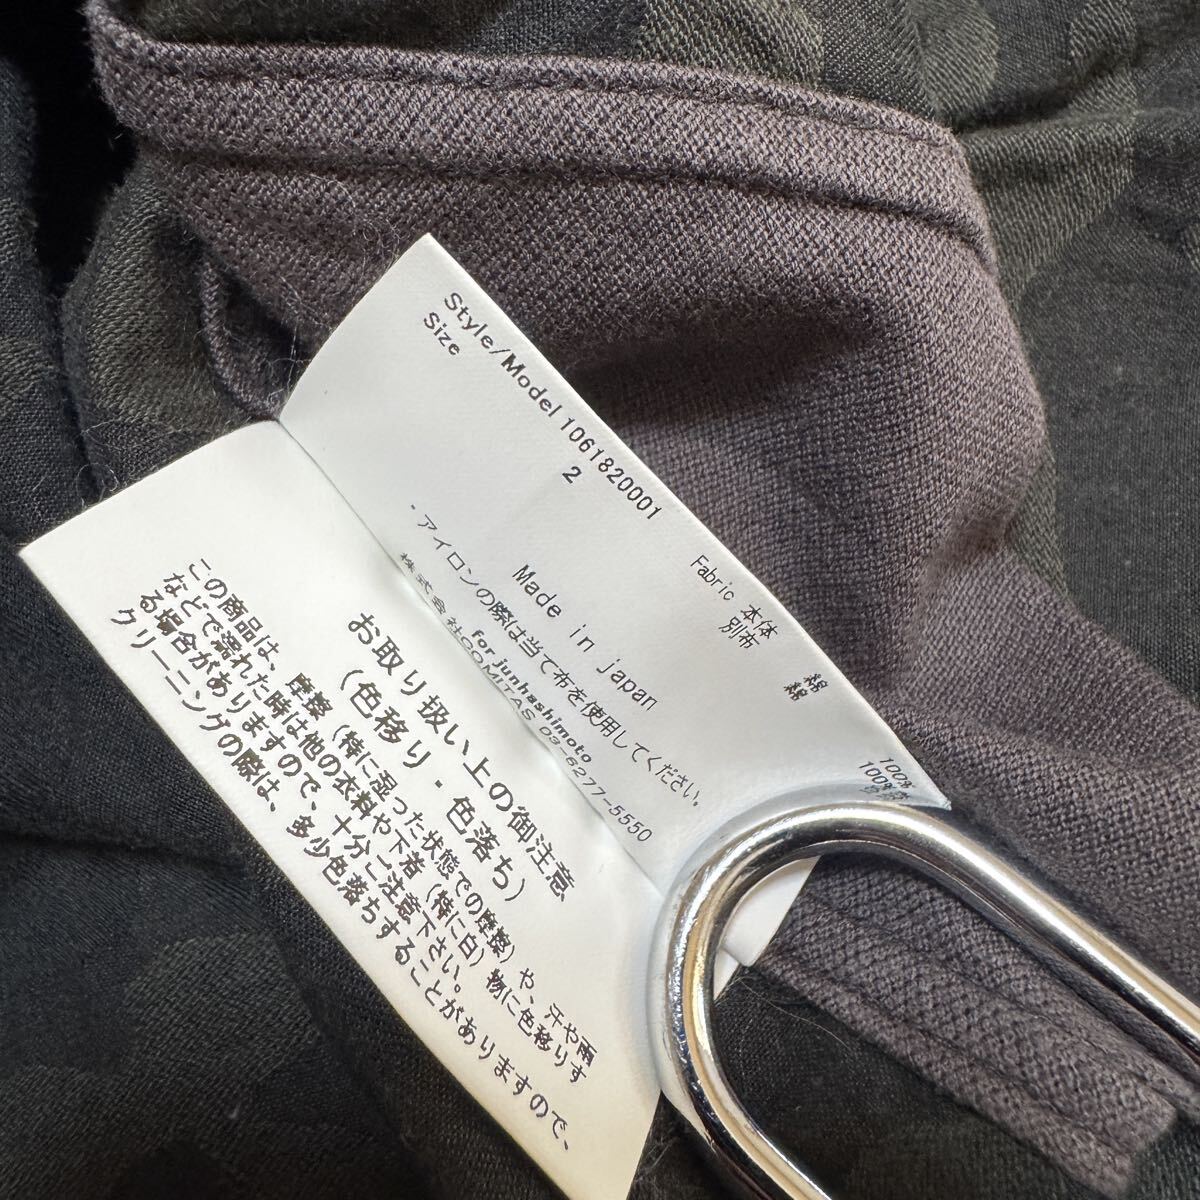 Style/Model 1061820001
Size 2
Fabric 本体 綿 100%
別布 綿 100%
Made in japan
・アイロンの際は当て布を使用してください。
for junhashimoto
株式会社COMITAS 03-6277-5550
お取り扱い上の御注意
(色移り・色落ち)
この商品は、摩擦(特に湿った状態での摩擦)や、汗や雨
などで濡れた時は他の衣料や下着(特に白)物に色移りす
る場合がありますので、十分ご注意下さい。
クリーニングの際は、多少色落ちすることがありますので、